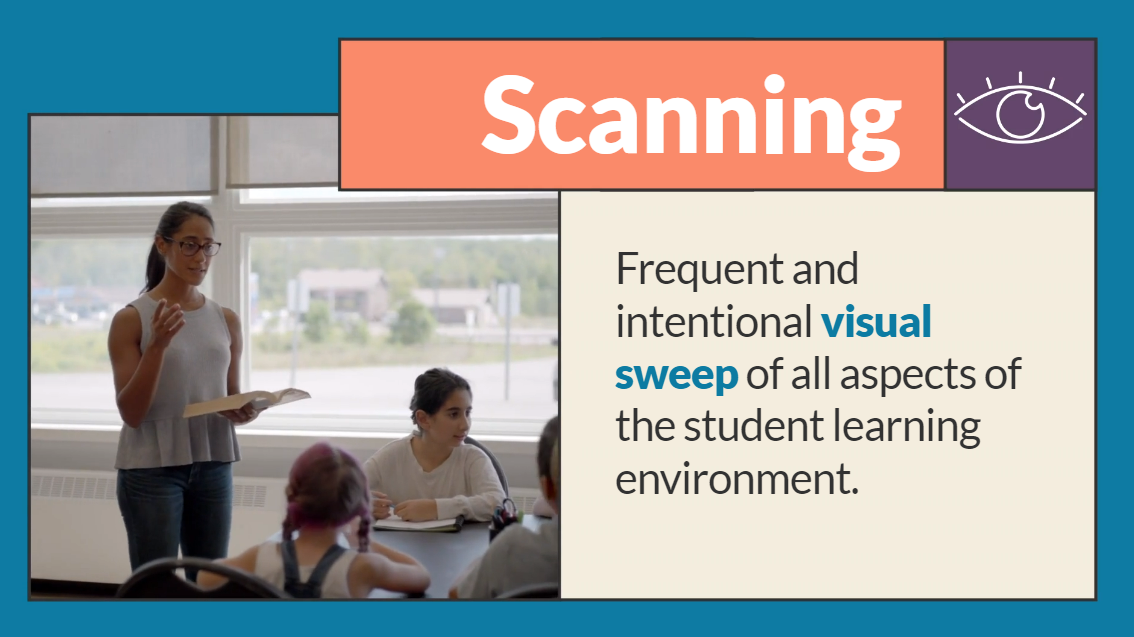 Scanning
Frequent and
intentional visual
sweep of all aspects of
the student learning
environment.